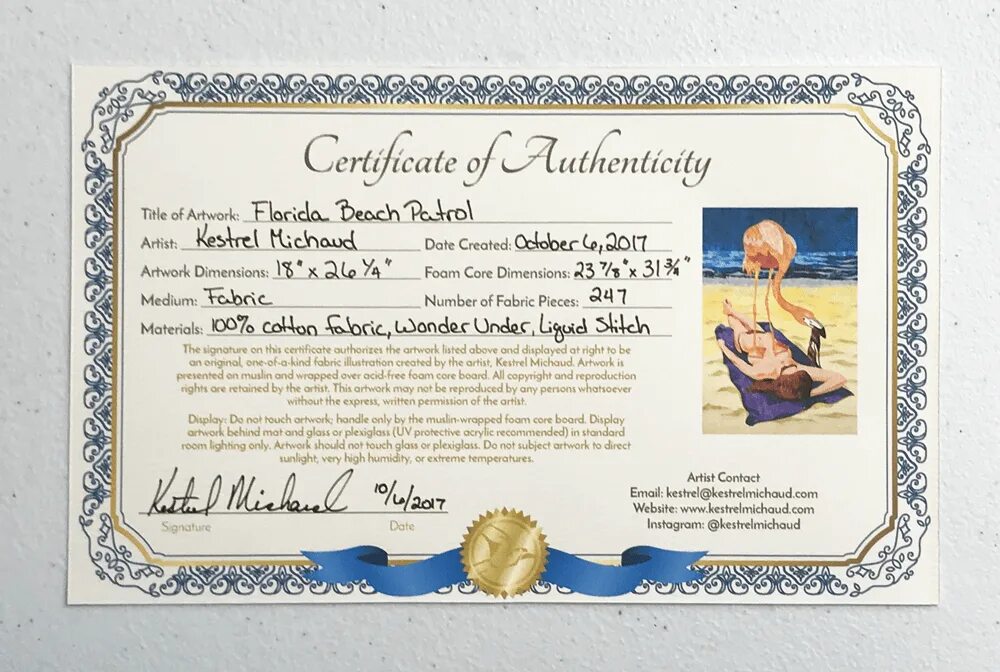 Certificate of Authenticity
Title of Artwork: Florida Beach Patrol
Artist: Kestrel Michaud Date Created: October 6, 2017
Artwork Dimensions: 18" x 26 1/4" Foam Core Dimensions: 23 7/8" x 31 3/4"
Medium: Fabric Number of Fabric Pieces: 247
Materials: 100% cotton fabric, Wonder Under, Liquid Stitch
The signature on this certificate authorizes the artwork listed above and displayed at right to be
an original, one-of-a-kind fabric illustration created by the artist, Kestrel Michaud. Artwork is
presented on muslin and wrapped over acid-free foam core board. All copyright and reproduction
rights are retained by the artist. This artwork may not be reproduced by any persons whatsoever
without the express, written permission of the artist.
Display: Do not touch artwork; handle only by the muslin-wrapped foam core board. Display
artwork behind mat and glass or plexiglass (UV protective acrylic recommended) in standard
room lighting only. Artwork should not touch glass or plexiglass. Do not subject artwork to direct
sunlight, very high humidity, or extreme temperatures.
Kestrel Michaud 10/6/2017
Signature Date
Artist Contact
Email: kestrel@kestrelmichaud.com
Website: www.kestrelmichaud.com
Instagram: @kestrelmichaud